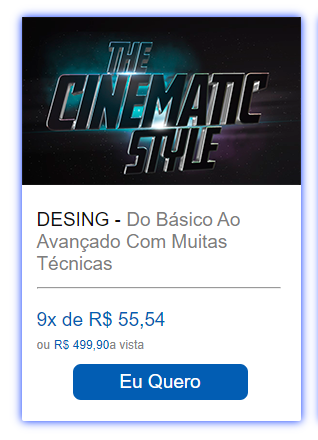 THE
CINEMATIC
STYLE
DESING - Do Básico Ao
Avançado Com Muitas
Técnicas
9x de R$ 55,54
ou R$ 499,90a vista
Eu Quero